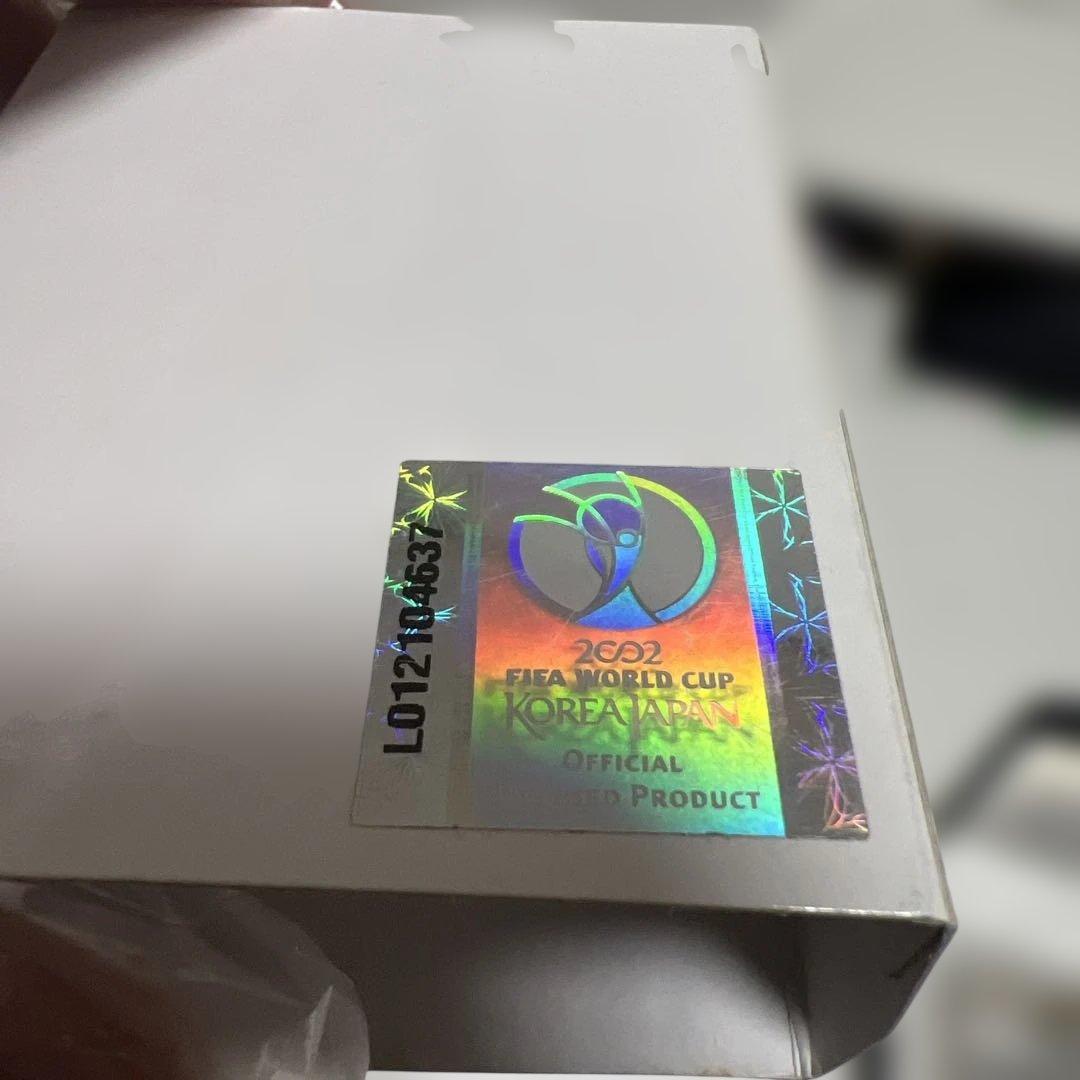 L012104637
2002
FIFA WORLD CUP
KOREA JAPAN
OFFICIAL
PRODUCT